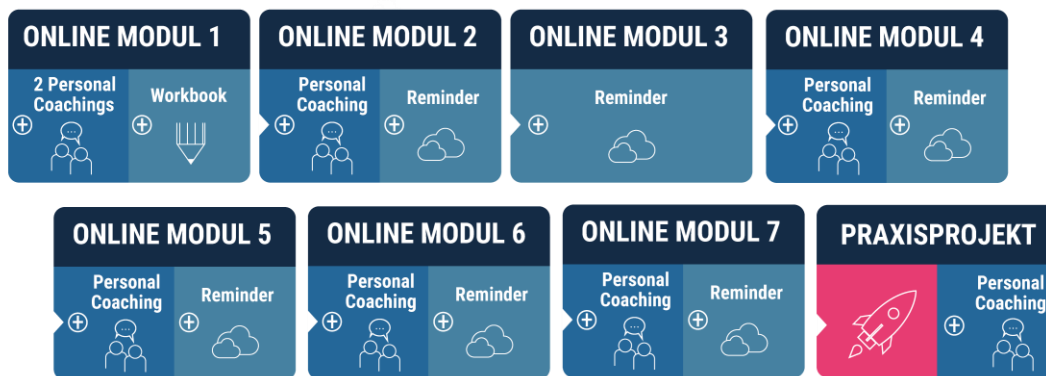 ONLINE MODUL 1
2 Personal
Coachings
Workbook
ONLINE MODUL 2
Personal
Coaching
Reminder
ONLINE MODUL 3
Reminder
ONLINE MODUL 4
Personal
Coaching
Reminder
ONLINE MODUL 5
Personal
Coaching
Reminder
ONLINE MODUL 6
Personal
Coaching
Reminder
ONLINE MODUL 7
Personal
Coaching
Reminder
PRAXISPROJEKT
Personal
Coaching